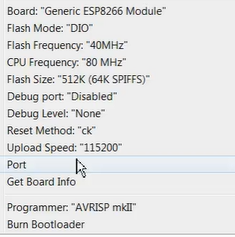 Board: "Generic ESP8266 Module"
Flash Mode: "DIO"
Flash Frequency: "40MHz"
CPU Frequency: "80 MHz"
Flash Size: "512K (64K SPIFFS)"
Debug port: "Disabled"
Debug Level: "None"
Reset Method: "ck"
Upload Speed: "115200"
Port
Get Board Info
Programmer: "AVRISP mkII"
Burn Bootloader